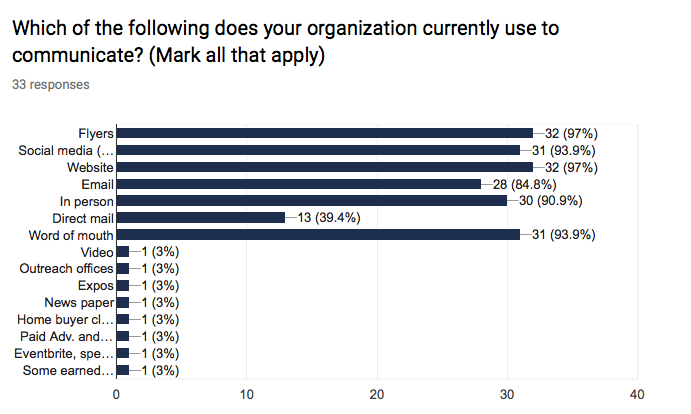 Which of the following does your organization currently use to
communicate? (Mark all that apply)
33 responses
Flyers 32 (97%)
Social media (... 31 (93.9%)
Website 32 (97%)
Email 28 (84.8%)
In person 30 (90.9%)
Direct mail 13 (39.4%)
Word of mouth 31 (93.9%)
Video 1 (3%)
Outreach offices 1 (3%)
Expos 1 (3%)
News paper 1 (3%)
Home buyer cl... 1 (3%)
Paid Adv. and... 1 (3%)
Eventbrite, spe... 1 (3%)
Some earned... 1 (3%)
0 10 20 30 40